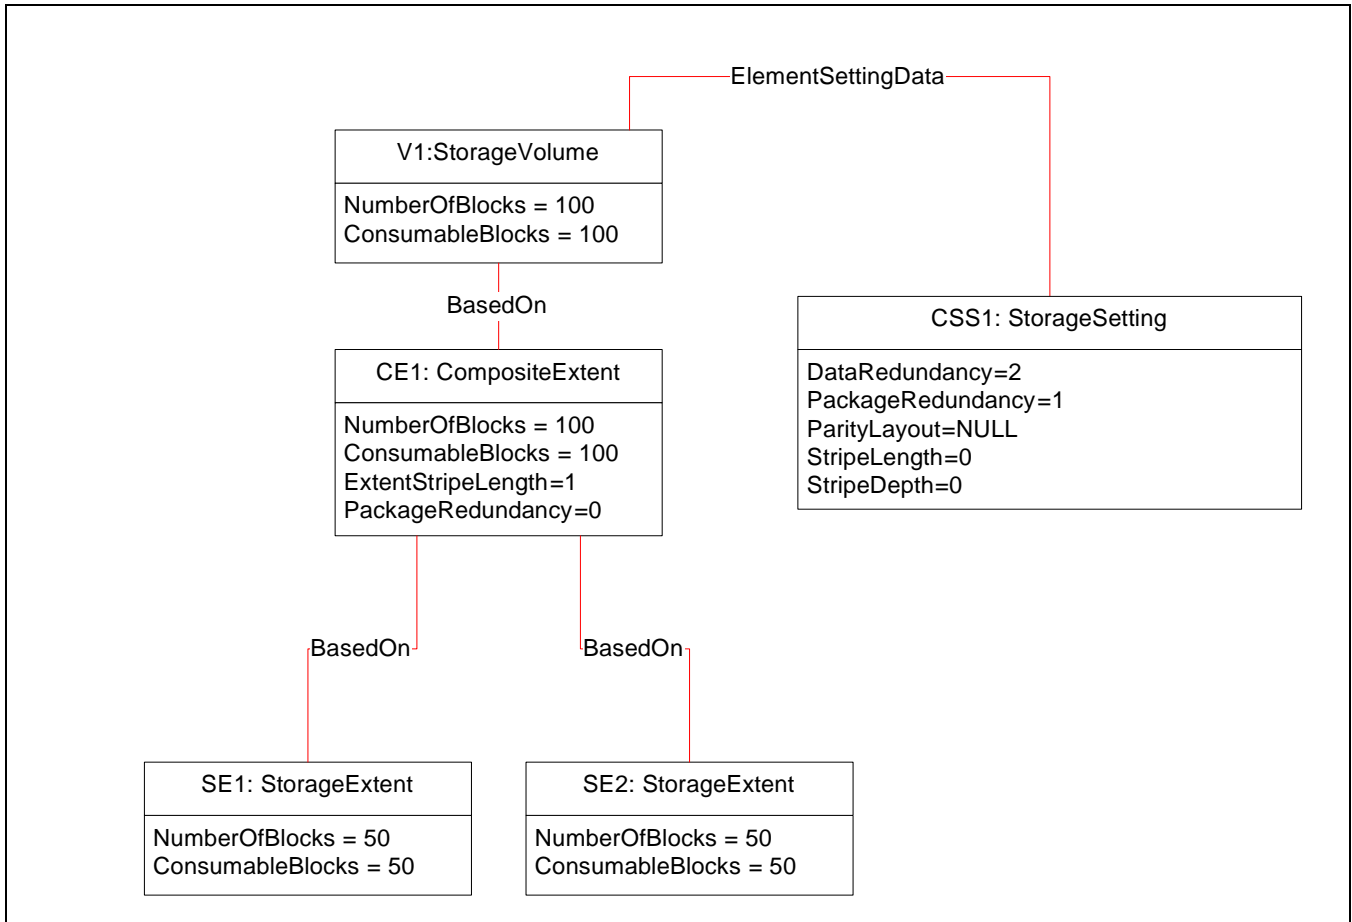 ElementSettingData
V1:StorageVolume
NumberOfBlocks = 100
ConsumableBlocks = 100
BasedOn
CSS1: StorageSetting
DataRedundancy=2
PackageRedundancy=1
ParityLayout=NULL
StripeLength=0
StripeDepth=0
CE1: CompositeExtent
NumberOfBlocks = 100
ConsumableBlocks = 100
ExtentStripeLength=1
PackageRedundancy=0
BasedOn
BasedOn
SE1: StorageExtent
NumberOfBlocks = 50
ConsumableBlocks = 50
SE2: StorageExtent
NumberOfBlocks = 50
ConsumableBlocks = 50